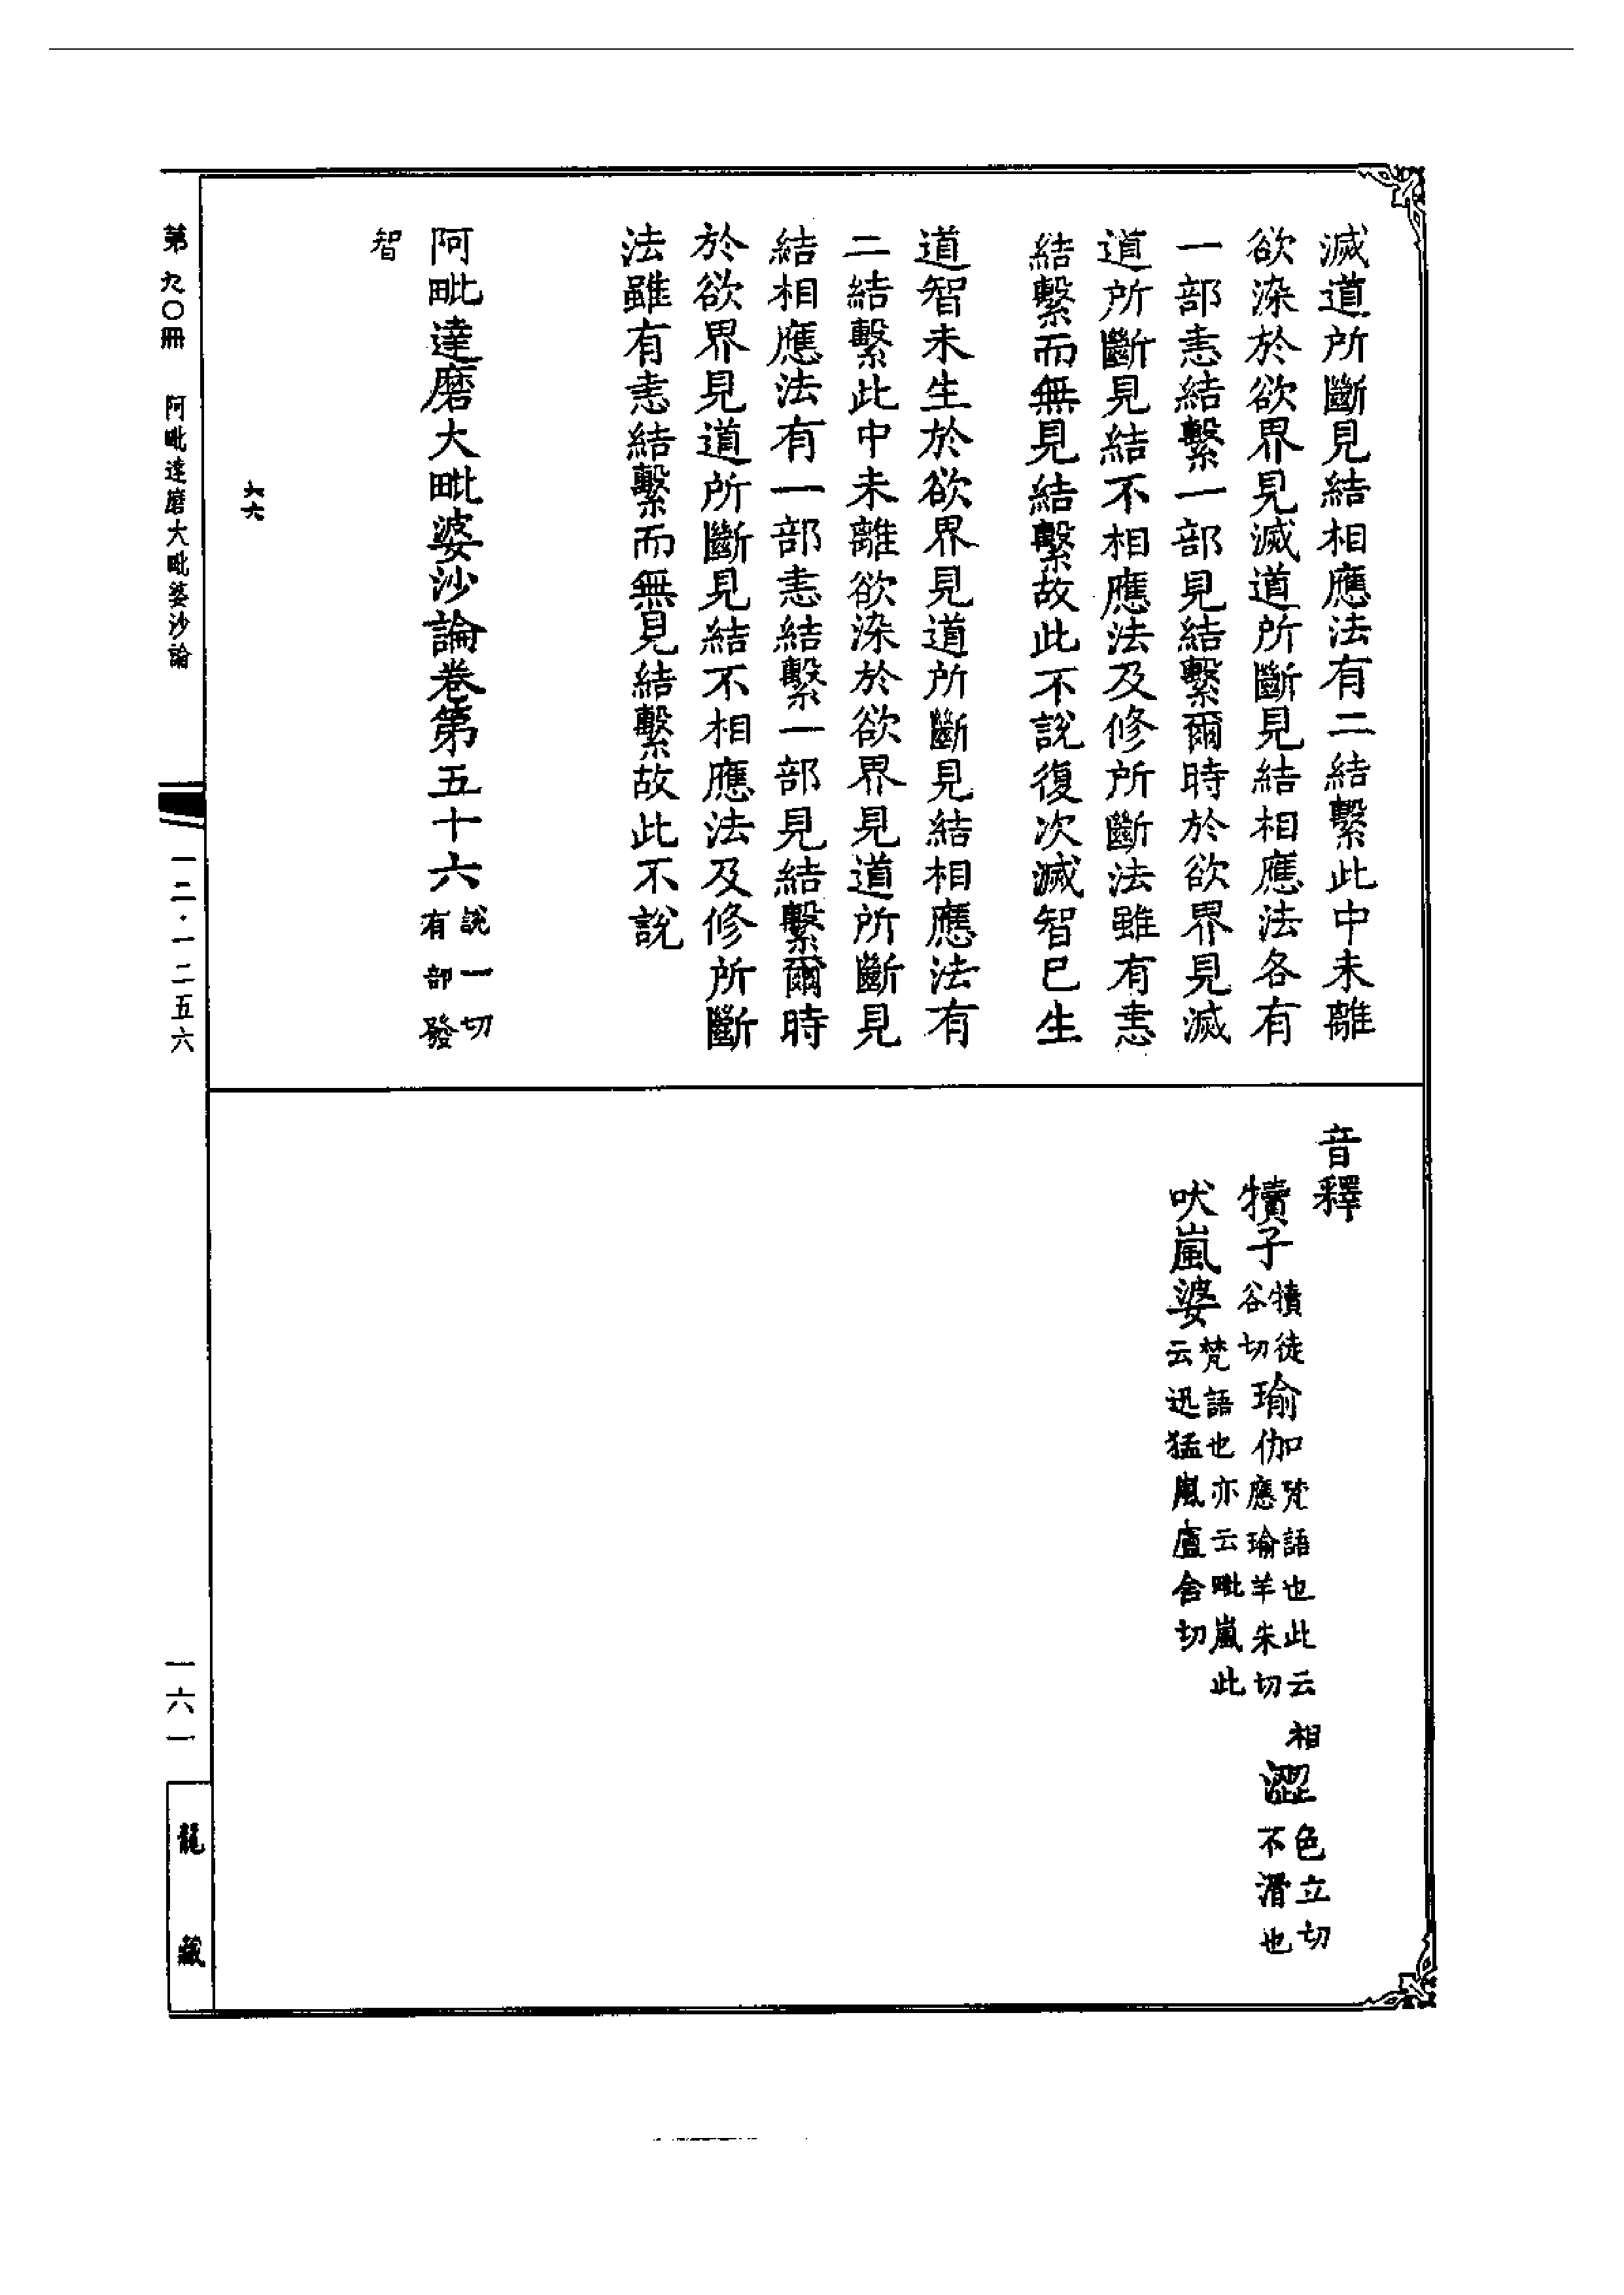 滅道所斷見結相應法有二結繫此中未離
欲染於欲界見滅道所斷見結相應法各有
一部恚結繫一部見結繫爾時於欲界見滅
道所斷見結不相應法及修所斷法雖有恚
結繫而無見結繫故此不說復次滅智已生
道智未生於欲界見道所斷見結相應法有
二結繫此中未離欲染於欲界見道所斷見
結相應法有一部恚結繫一部見結繫爾時
於欲界見道所斷見結不相應法及修所斷
法雖有恚結繫而無見結繫故此不說
阿毗達磨大毗婆沙論卷第五十六
說一切
有部發
智
六六
音釋
犢子
犢徒
谷切
瑜伽
梵語也此云相
應瑜羊朱切
澀
色立切
不滑也
吠嵐婆
梵語也亦云毗嵐此
云迅猛嵐盧含切
第九〇冊
阿毗達磨大毗婆沙論
一二·一二五六
一六一
龍藏